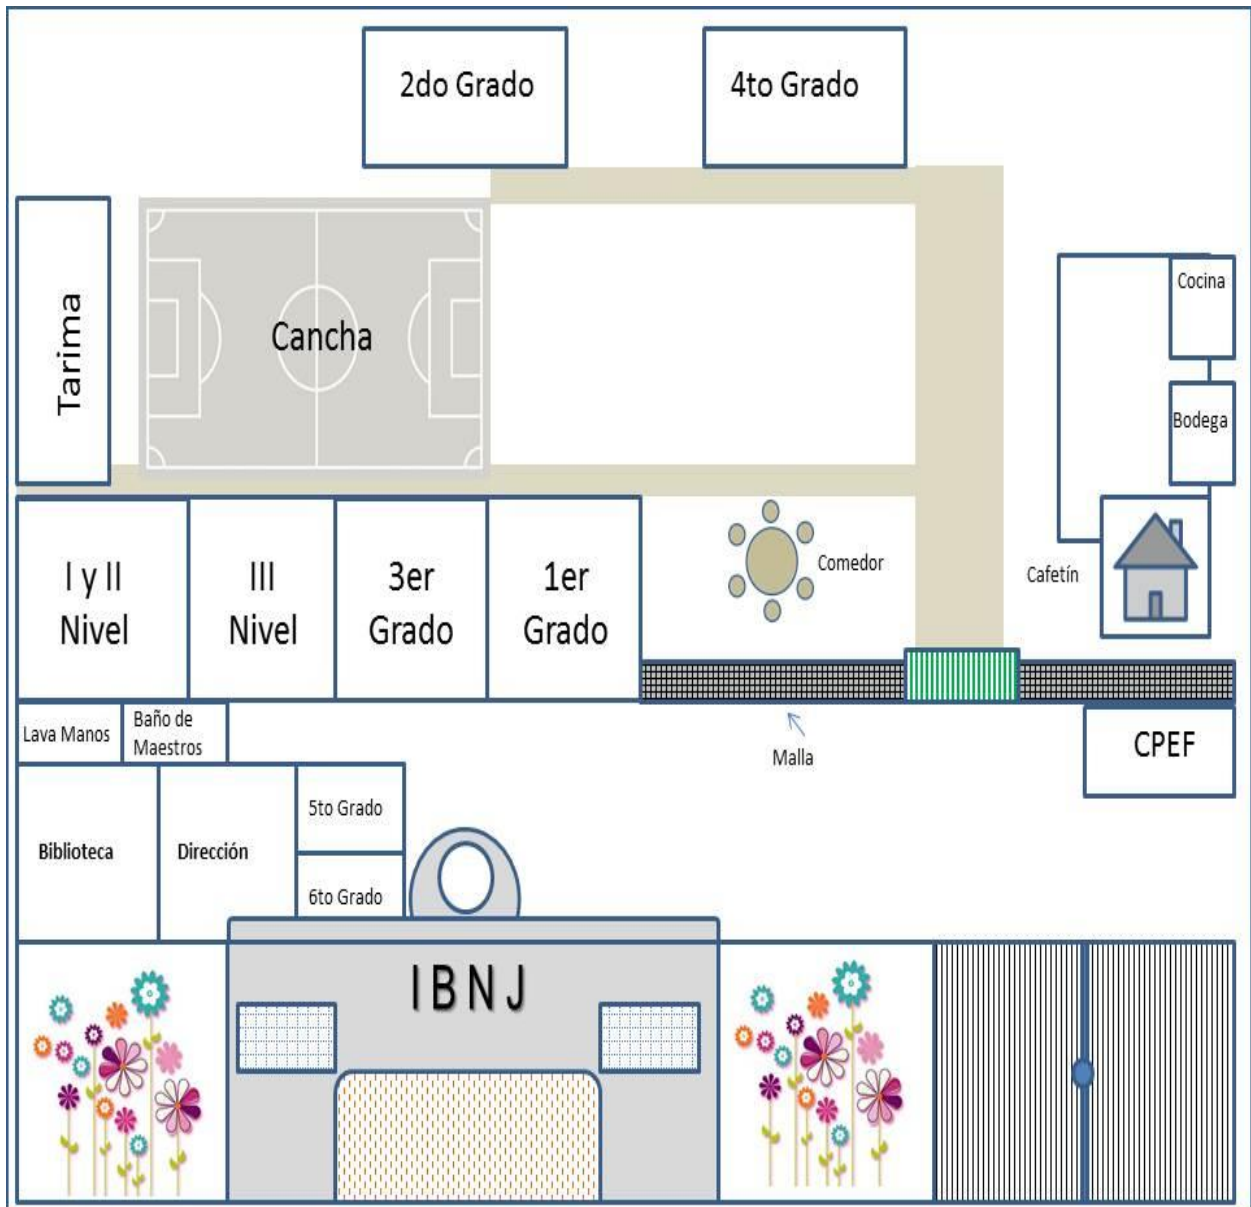 2do Grado
4to Grado
Tarima
Cancha
Cocina
Bodega
I y II
Nivel
III
Nivel
3er
Grado
1er
Grado
Comedor
Cafetín
Lava Manos
Baño de
Maestros
Malla
CPEF
Biblioteca
Dirección
5to Grado
6to Grado
I B N J